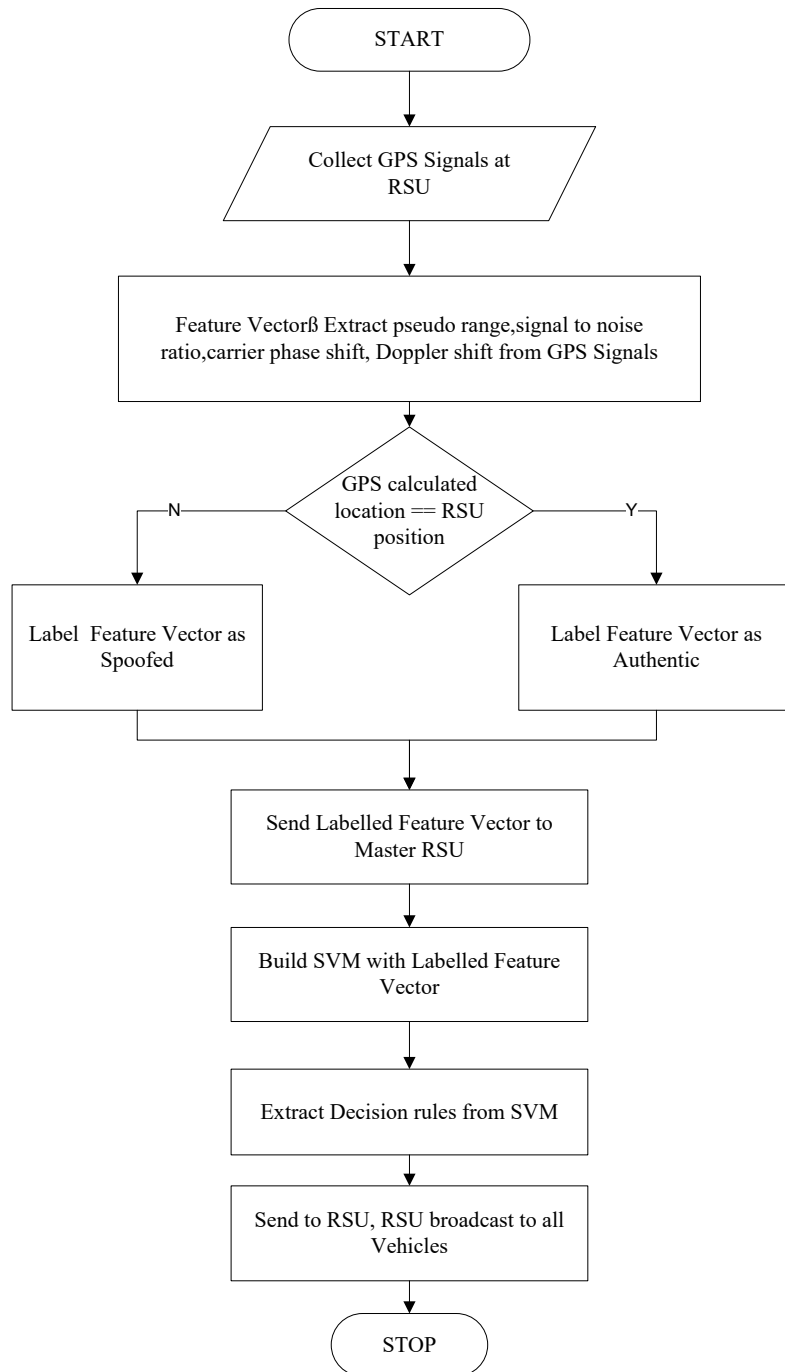 START
Collect GPS Signals at
RSU
Feature Vectorß Extract pseudo range,signal to noise
ratio,carrier phase shift, Doppler shift from GPS Signals
GPS calculated
location == RSU
position
N
Y
Label  Feature Vector as
Spoofed
Label Feature Vector as
Authentic
Send Labelled Feature Vector to
Master RSU
Build SVM with Labelled Feature
Vector
Extract Decision rules from SVM
Send to RSU, RSU broadcast to all
Vehicles
STOP